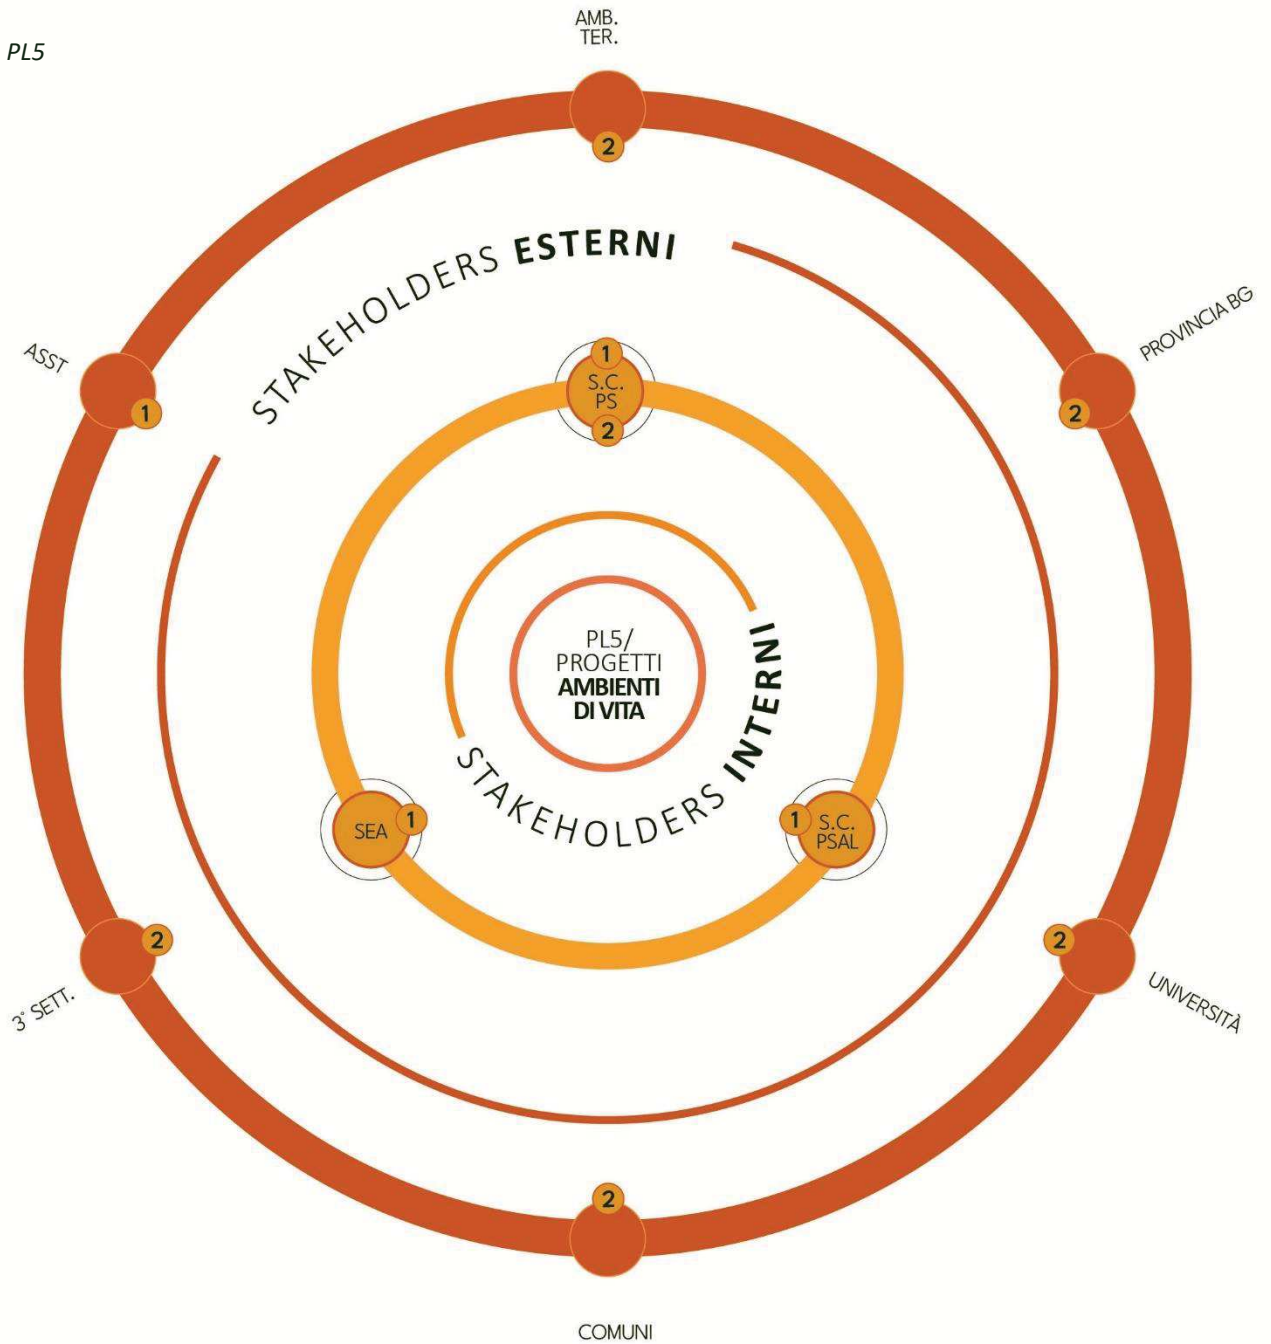 PL5
AMB.
TER.
2
STAKEHOLDERS ESTERNI
PROVINCIA BG
2
ASST
1
1
S.C.
PS
2
PL5/
PROGETTI
AMBIENTI
DI VITA
STAKEHOLDERS INTERNI
SEA
1
1
S.C.
PSAL
3° SETT.
2
2
UNIVERSITÀ
2
COMUNI